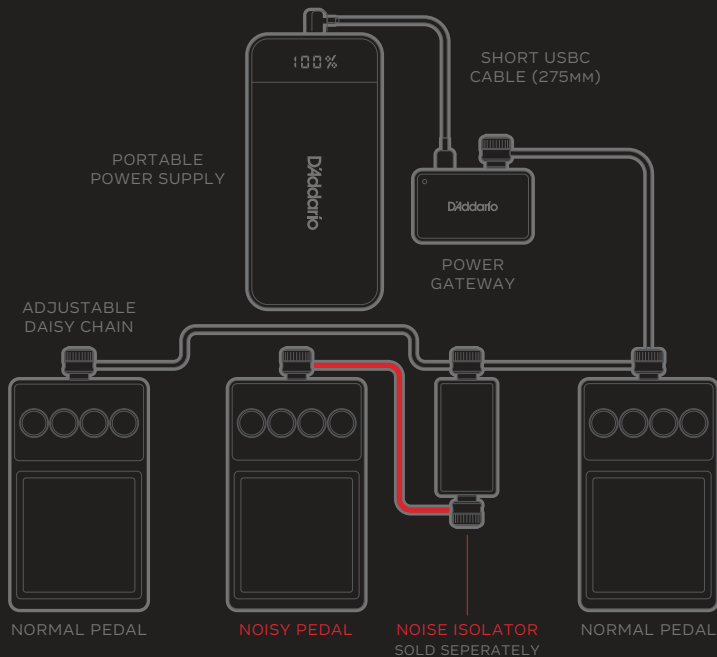 100%
SHORT USBC
CABLE (275MM)
PORTABLE
POWER SUPPLY
D'Addario
D'Addario
POWER
GATEWAY
ADJUSTABLE
DAISY CHAIN
NORMAL PEDAL
NOISY PEDAL
NOISE ISOLATOR
SOLD SEPERATELY
NORMAL PEDAL